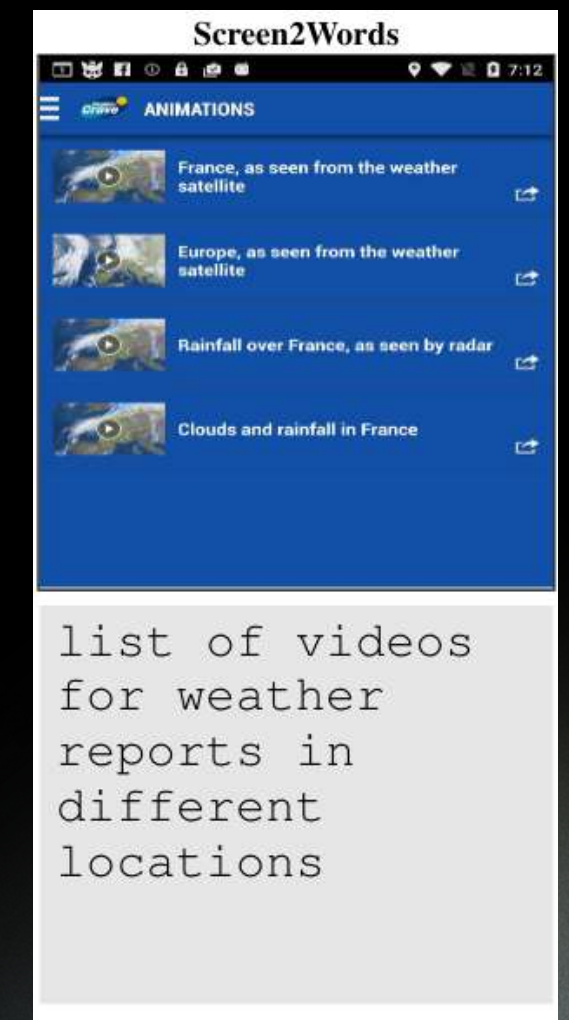 Screen2Words
7:12
ANIMATIONS
France, as seen from the weather
satellite
Europe, as seen from the weather
satellite
Rainfall over France, as seen by radar
Clouds and rainfall in France
list of videos
for weather
reports in
different
locations